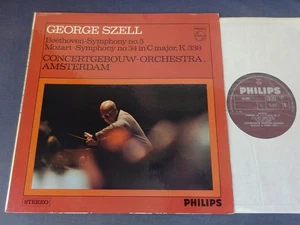 GEORGE SZELL
Beethoven·Symphony no.5
Mozart·Symphony no.34 in C major, K.338
CONCERTGEBOUW-ORCHESTRA-
AMSTERDAM
STEREO
PHILIPS
PHILIPS